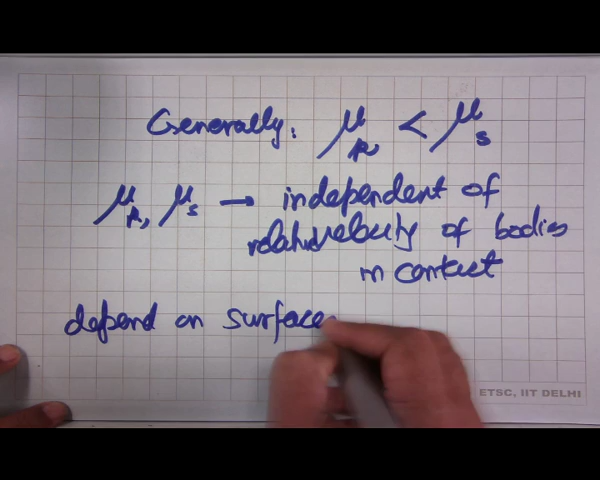 Generally, μk < μs
μk, μs → independent of
relative velocity of bodies
in contact
depend on surface
ETSC, IIT DELHI